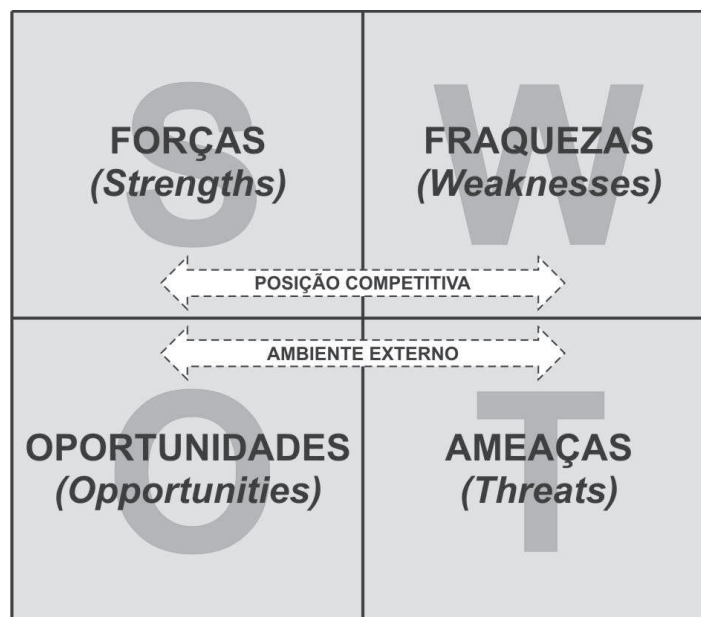 S
FORÇAS
(Strengths)
W
FRAQUEZAS
(Weaknesses)
POSIÇÃO COMPETITIVA
AMBIENTE EXTERNO
O
OPORTUNIDADES
(Opportunities)
T
AMEAÇAS
(Threats)